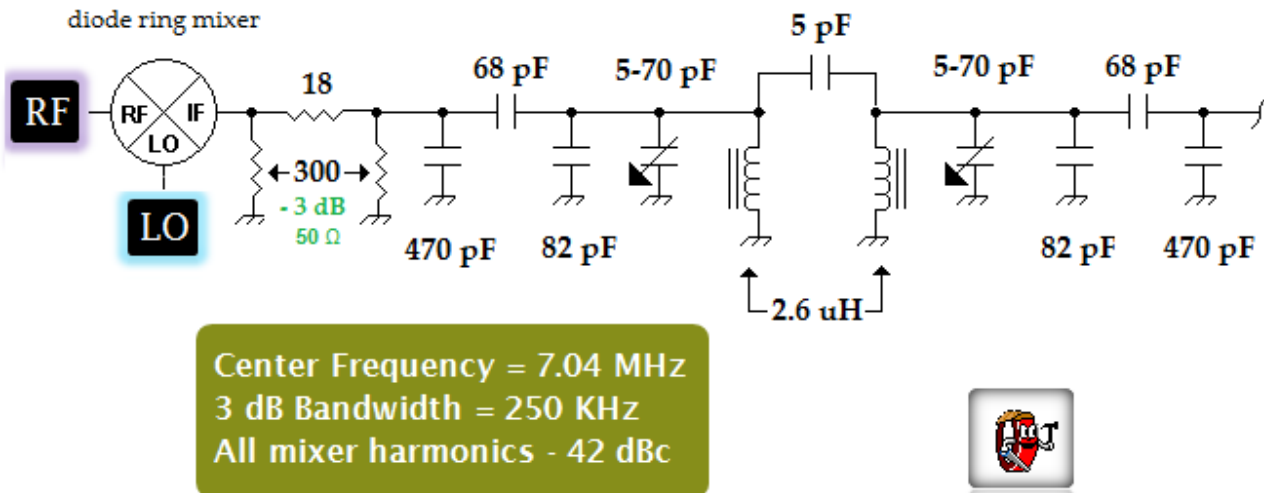 diode ring mixer
5 pF
68 pF
5-70 pF
5-70 pF
68 pF
18
RF
RF
IF
LO
300
- 3 dB
50 Ω
LO
470 pF
82 pF
82 pF
470 pF
2.6 uH
Center Frequency = 7.04 MHz
3 dB Bandwidth = 250 KHz
All mixer harmonics - 42 dBc